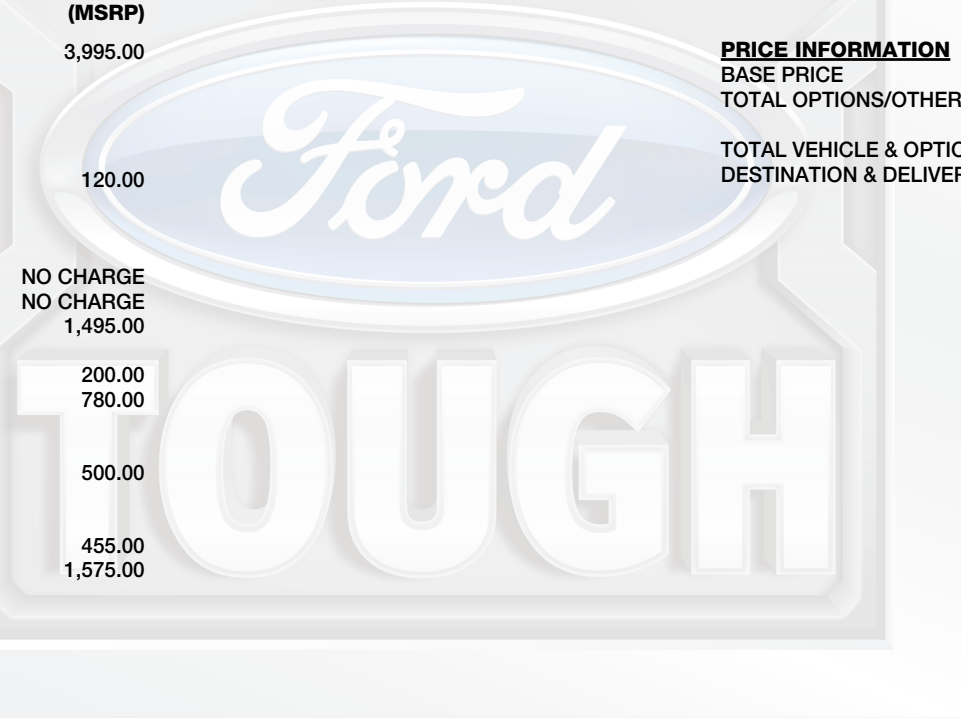 (MSRP)
3,995.00
120.00
NO CHARGE
NO CHARGE
1,495.00
200.00
780.00
500.00
455.00
1,575.00
PRICE INFORMATION
BASE PRICE
TOTAL OPTIONS/OTHER
TOTAL VEHICLE & OPTIO
DESTINATION & DELIVER
Ford
TOUGH